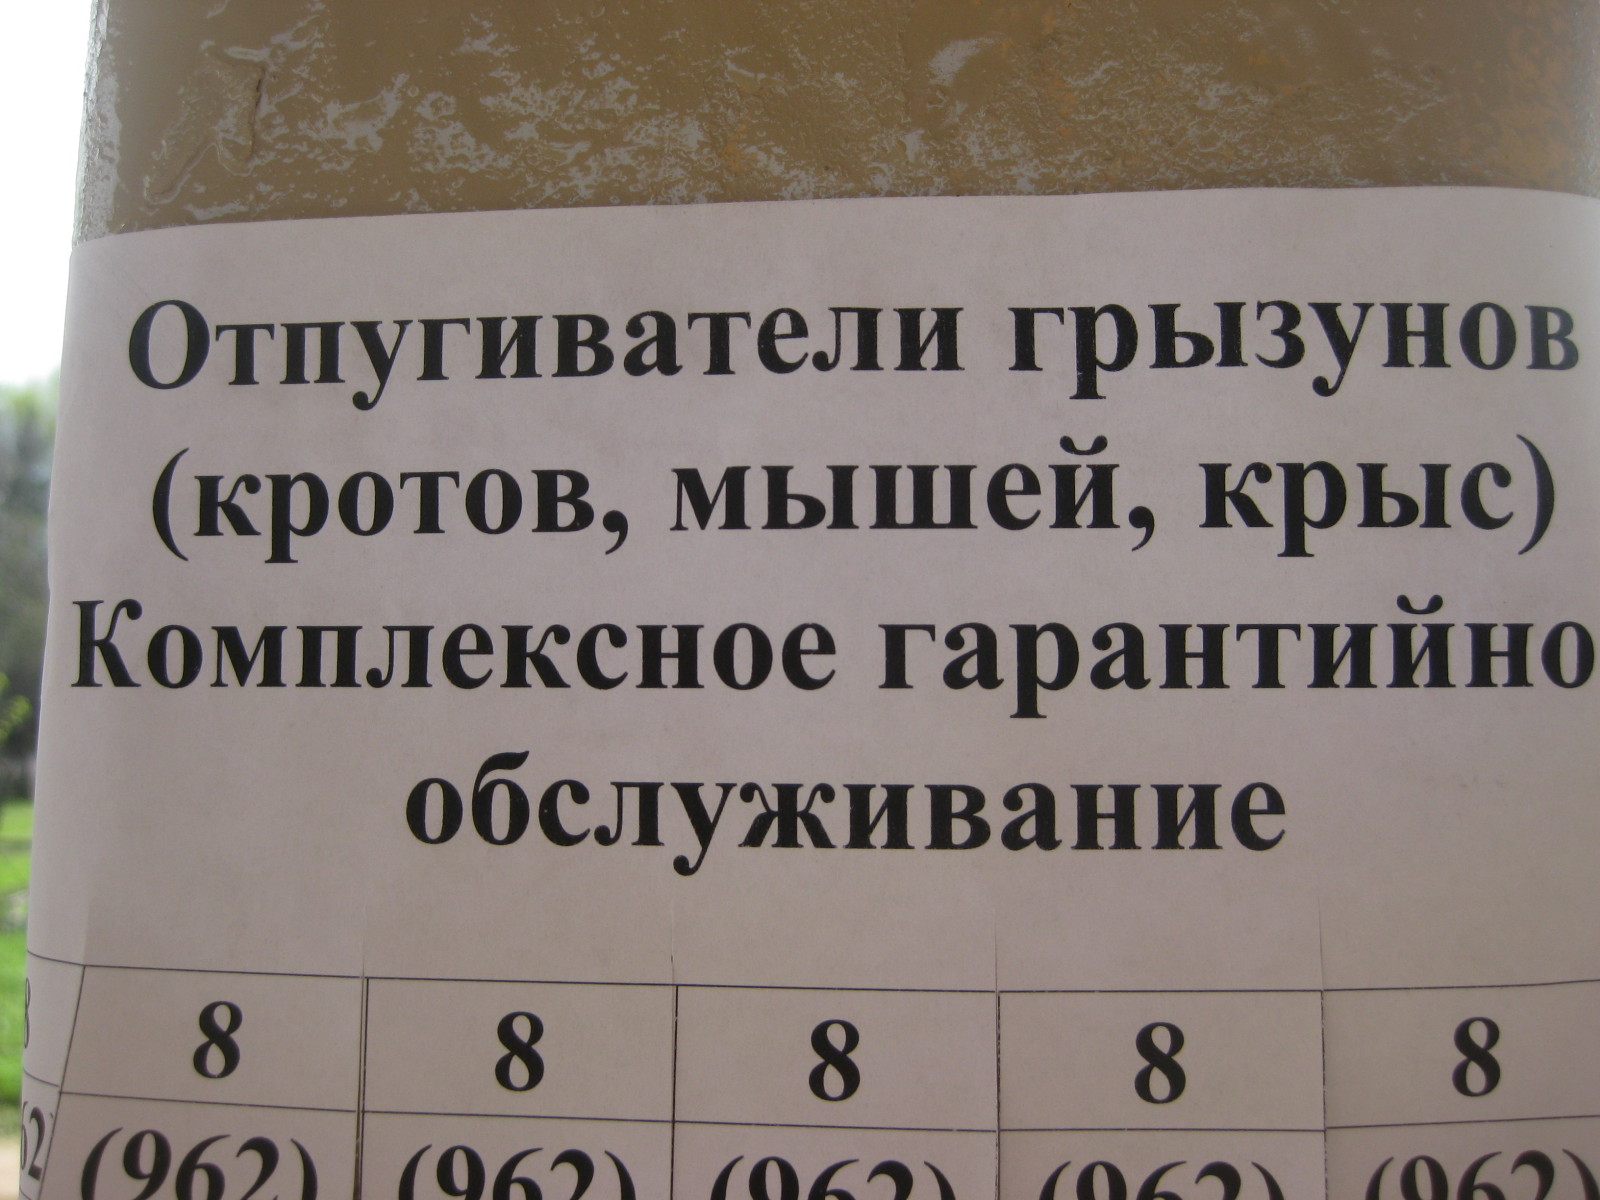 Отпугиватели грызунов
(кротов, мышей, крыс)
Комплексное гарантийно
обслуживание
8 8 8 8 8
(962) (962) (962) (962) (962)